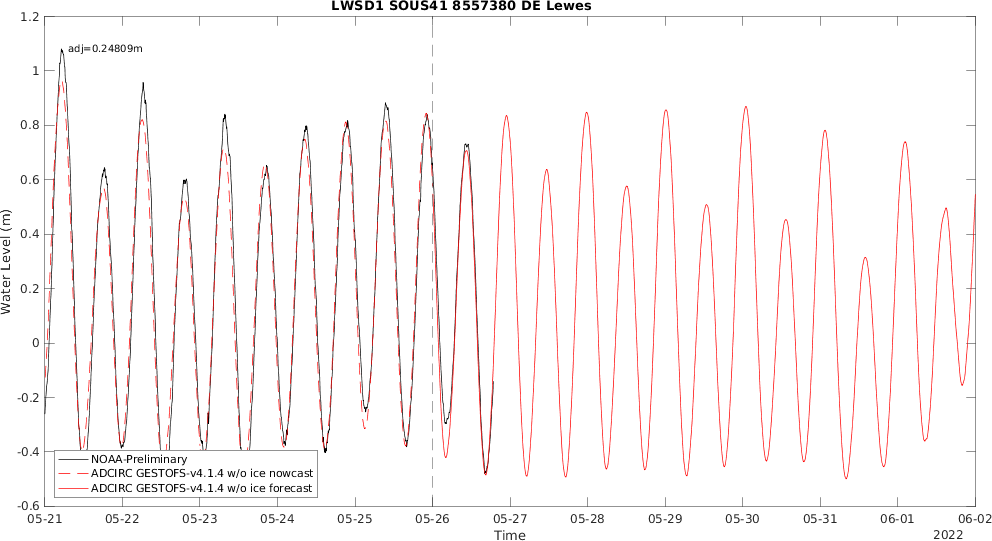 LWSD1 SOUS41 8557380 DE Lewes
adj=0.24809m
1.2
1
0.8
0.6
0.4
0.2
0
-0.2
-0.4
-0.6
Water Level (m)
NOAA-Preliminary
ADCIRC GESTOFS-v4.1.4 w/o ice nowcast
ADCIRC GESTOFS-v4.1.4 w/o ice forecast
05-21 05-22 05-23 05-24 05-25 05-26 05-27 05-28 05-29 05-30 05-31 06-01 06-02
Time
2022